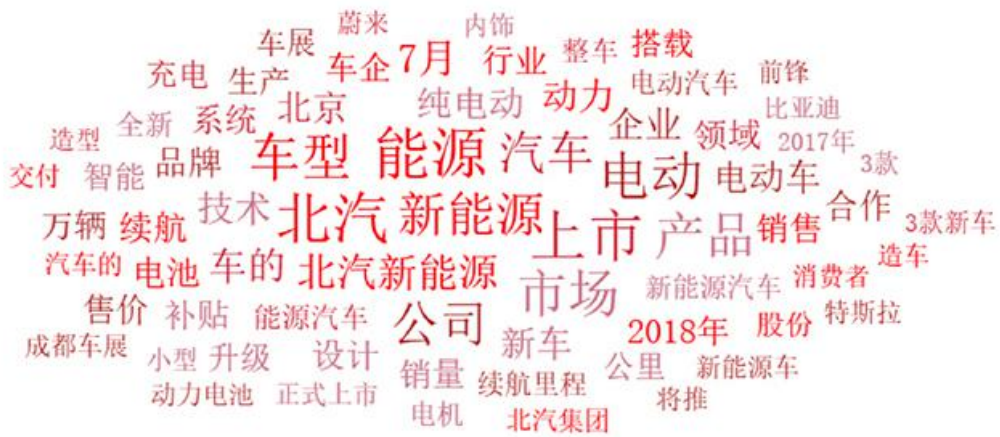 蔚来 内饰
车展 7月 行业 整车 搭载
充电 生产 车企 纯电动 动力 电动汽车 前锋
造型 全新 系统 北京 企业 领域 比亚迪 2017年
交付 智能 品牌 车型 能源 汽车 电动 电动车 3款
万辆 续航 技术 北汽 新能源 上市 产品 销售 合作 3款新车
汽车的 电池 车的 北汽新能源 市场 新能源汽车 消费者 造车
售价 补贴 能源汽车 公司 新车 2018年 股份 特斯拉
成都车展 小型 升级 设计 销量 续航里程 公里 新能源车
动力电池 正式上市 电机 北汽集团 将推